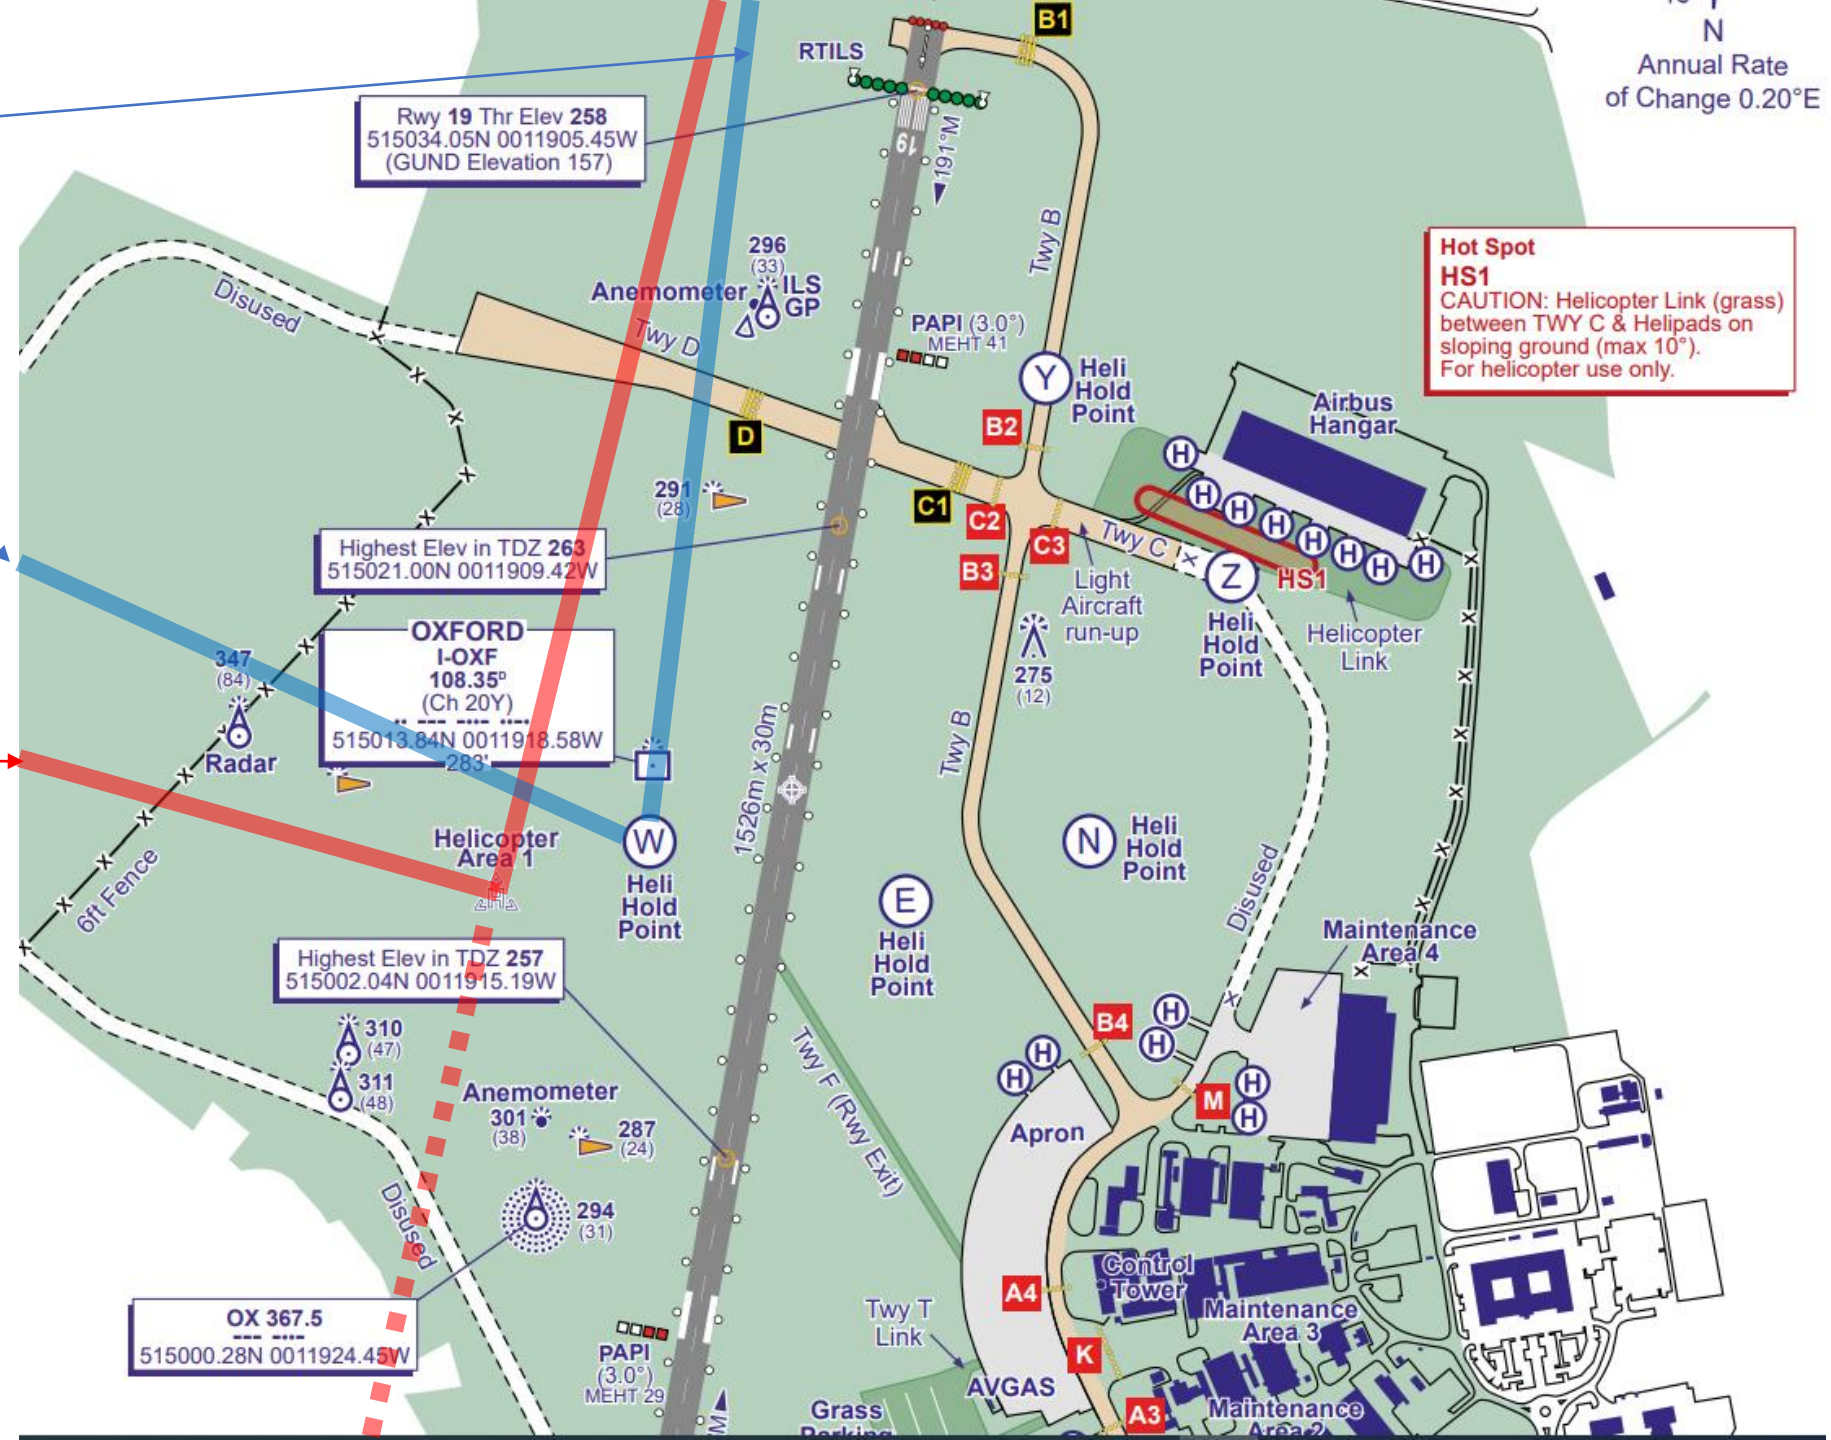 B1
N
Annual Rate
of Change 0.20°E
RTILS
Rwy 19 Thr Elev 258
515034.05N 0011905.45W
(GUND Elevation 157)
19
191°M
Twy B
Hot Spot
HS1
CAUTION: Helicopter Link (grass)
between TWY C & Helipads on
sloping ground (max 10°).
For helicopter use only.
296
(33)
Anemometer
ILS
GP
Disused
Twy D
PAPI (3.0°)
MEHT 41
Y
Heli
Hold
Point
Airbus
Hangar
D
B2
H
H
H
H
H
H
H
H
291
(28)
C1
C2
C3
Twy C
Z
HS1
Highest Elev in TDZ 263
515021.00N 0011909.42W
B3
Light
Aircraft
run-up
Heli
Hold
Point
Helicopter
Link
OXFORD
I-OXF
108.35ᴰ
(Ch 20Y)
515013.84N 0011918.58W
283'
347
(84)
Radar
275
(12)
1526m x 30m
Twy B
Helicopter
Area 1
H
W
Heli
Hold
Point
N
Heli
Hold
Point
E
Heli
Hold
Point
6ft Fence
Disused
Maintenance
Area 4
Highest Elev in TDZ 257
515002.04N 0011915.19W
310
(47)
311
(48)
Anemometer
301
(38)
287
(24)
Twy F (Rwy Exit)
B4
H
H
H
H
M
H
H
Apron
294
(31)
Disused
Control
Tower
A4
Maintenance
Area 3
OX 367.5
515000.28N 0011924.45W
Twy T
Link
K
PAPI
(3.0°)
MEHT 29
M
AVGAS
A3
Grass
Parking
Maintenance
Area 2